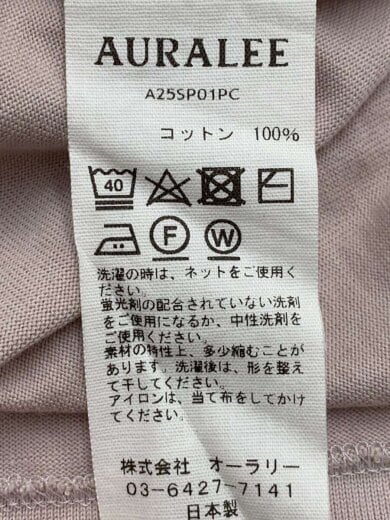 AURALEE
A25SP01PC
コットン 100%
40
F W
洗濯の時は、ネットをご使用く
ださい。
蛍光剤の配合されていない洗剤
をご使用になるか、中性洗剤を
ご使用ください。
素材の特性上、多少縮むことが
あります。洗濯後は、形を整え
て干してください。
アイロンは、当て布をしてかけ
てください。
株式会社 オーラリー
03-6427-7141
日本製